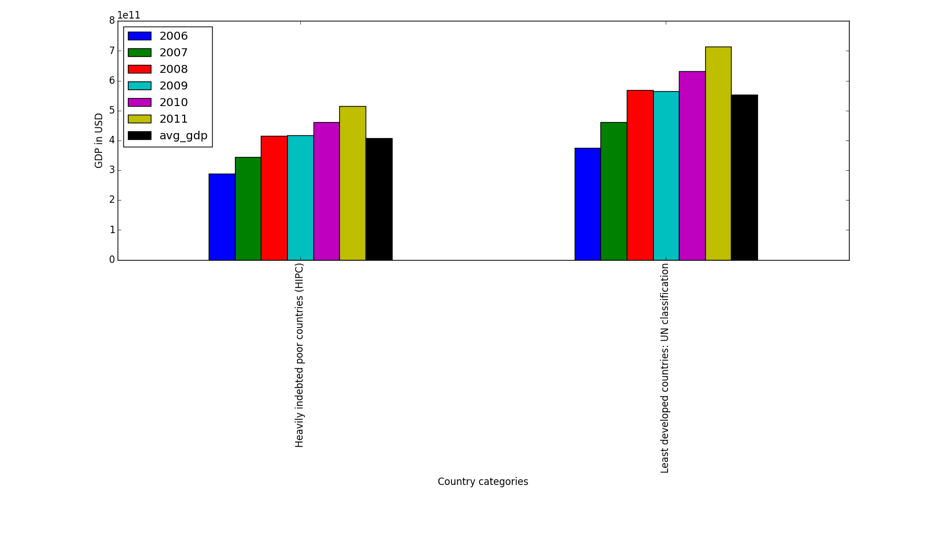 1e11
8
7
6
5
4
3
2
1
0
GDP in USD
2006
2007
2008
2009
2010
2011
avg_gdp
Heavily indebted poor countries (HIPC)
Least developed countries: UN classification
Country categories